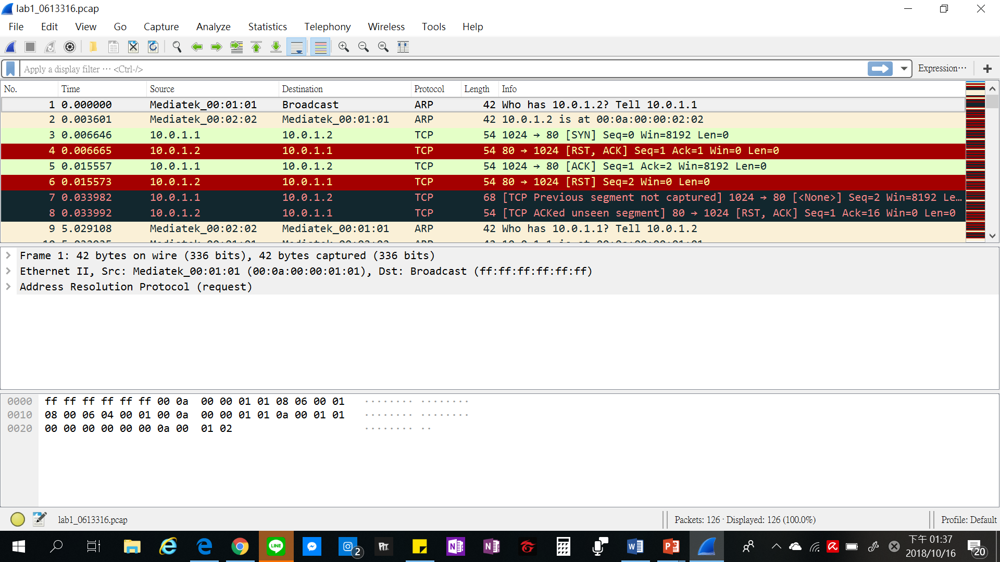 lab1_0613316.pcap
File Edit View Go Capture Analyze Statistics Telephony Wireless Tools Help
Apply a display filter ⋯ <Ctrl-/> Expression⋯ +
No. Time Source Destination Protocol Length Info
1 0.000000 Mediatek_00:01:01 Broadcast ARP 42 Who has 10.0.1.2? Tell 10.0.1.1
2 0.003601 Mediatek_00:02:02 Mediatek_00:01:01 ARP 42 10.0.1.2 is at 00:0a:00:00:02:02
3 0.006646 10.0.1.1 10.0.1.2 TCP 54 1024 → 80 [SYN] Seq=0 Win=8192 Len=0
4 0.006665 10.0.1.2 10.0.1.1 TCP 54 80 → 1024 [RST, ACK] Seq=1 Ack=1 Win=0 Len=0
5 0.015557 10.0.1.1 10.0.1.2 TCP 54 1024 → 80 [ACK] Seq=1 Ack=2 Win=8192 Len=0
6 0.015573 10.0.1.2 10.0.1.1 TCP 54 80 → 1024 [RST] Seq=2 Win=0 Len=0
7 0.033982 10.0.1.1 10.0.1.2 TCP 68 [TCP Previous segment not captured] 1024 → 80 [<None>] Seq=2 Win=8192 Le…
8 0.033992 10.0.1.2 10.0.1.1 TCP 54 [TCP ACKed unseen segment] 80 → 1024 [RST, ACK] Seq=1 Ack=16 Win=0 Len=0
9 5.029108 Mediatek_00:02:02 Mediatek_00:01:01 ARP 42 Who has 10.0.1.1? Tell 10.0.1.2
Frame 1: 42 bytes on wire (336 bits), 42 bytes captured (336 bits)
Ethernet II, Src: Mediatek_00:01:01 (00:0a:00:00:01:01), Dst: Broadcast (ff:ff:ff:ff:ff:ff)
Address Resolution Protocol (request)
0000 ff ff ff ff ff ff 00 0a 00 00 01 01 08 06 00 01 ········ ········
0010 08 00 06 04 00 01 00 0a 00 00 01 01 0a 00 01 01 ········ ········
0020 00 00 00 00 00 00 0a 00 01 02 ········ ··
lab1_0613316.pcap Packets: 126 · Displayed: 126 (100.0%) Profile: Default
LINE 2 下午 01:37
2018/10/16 20